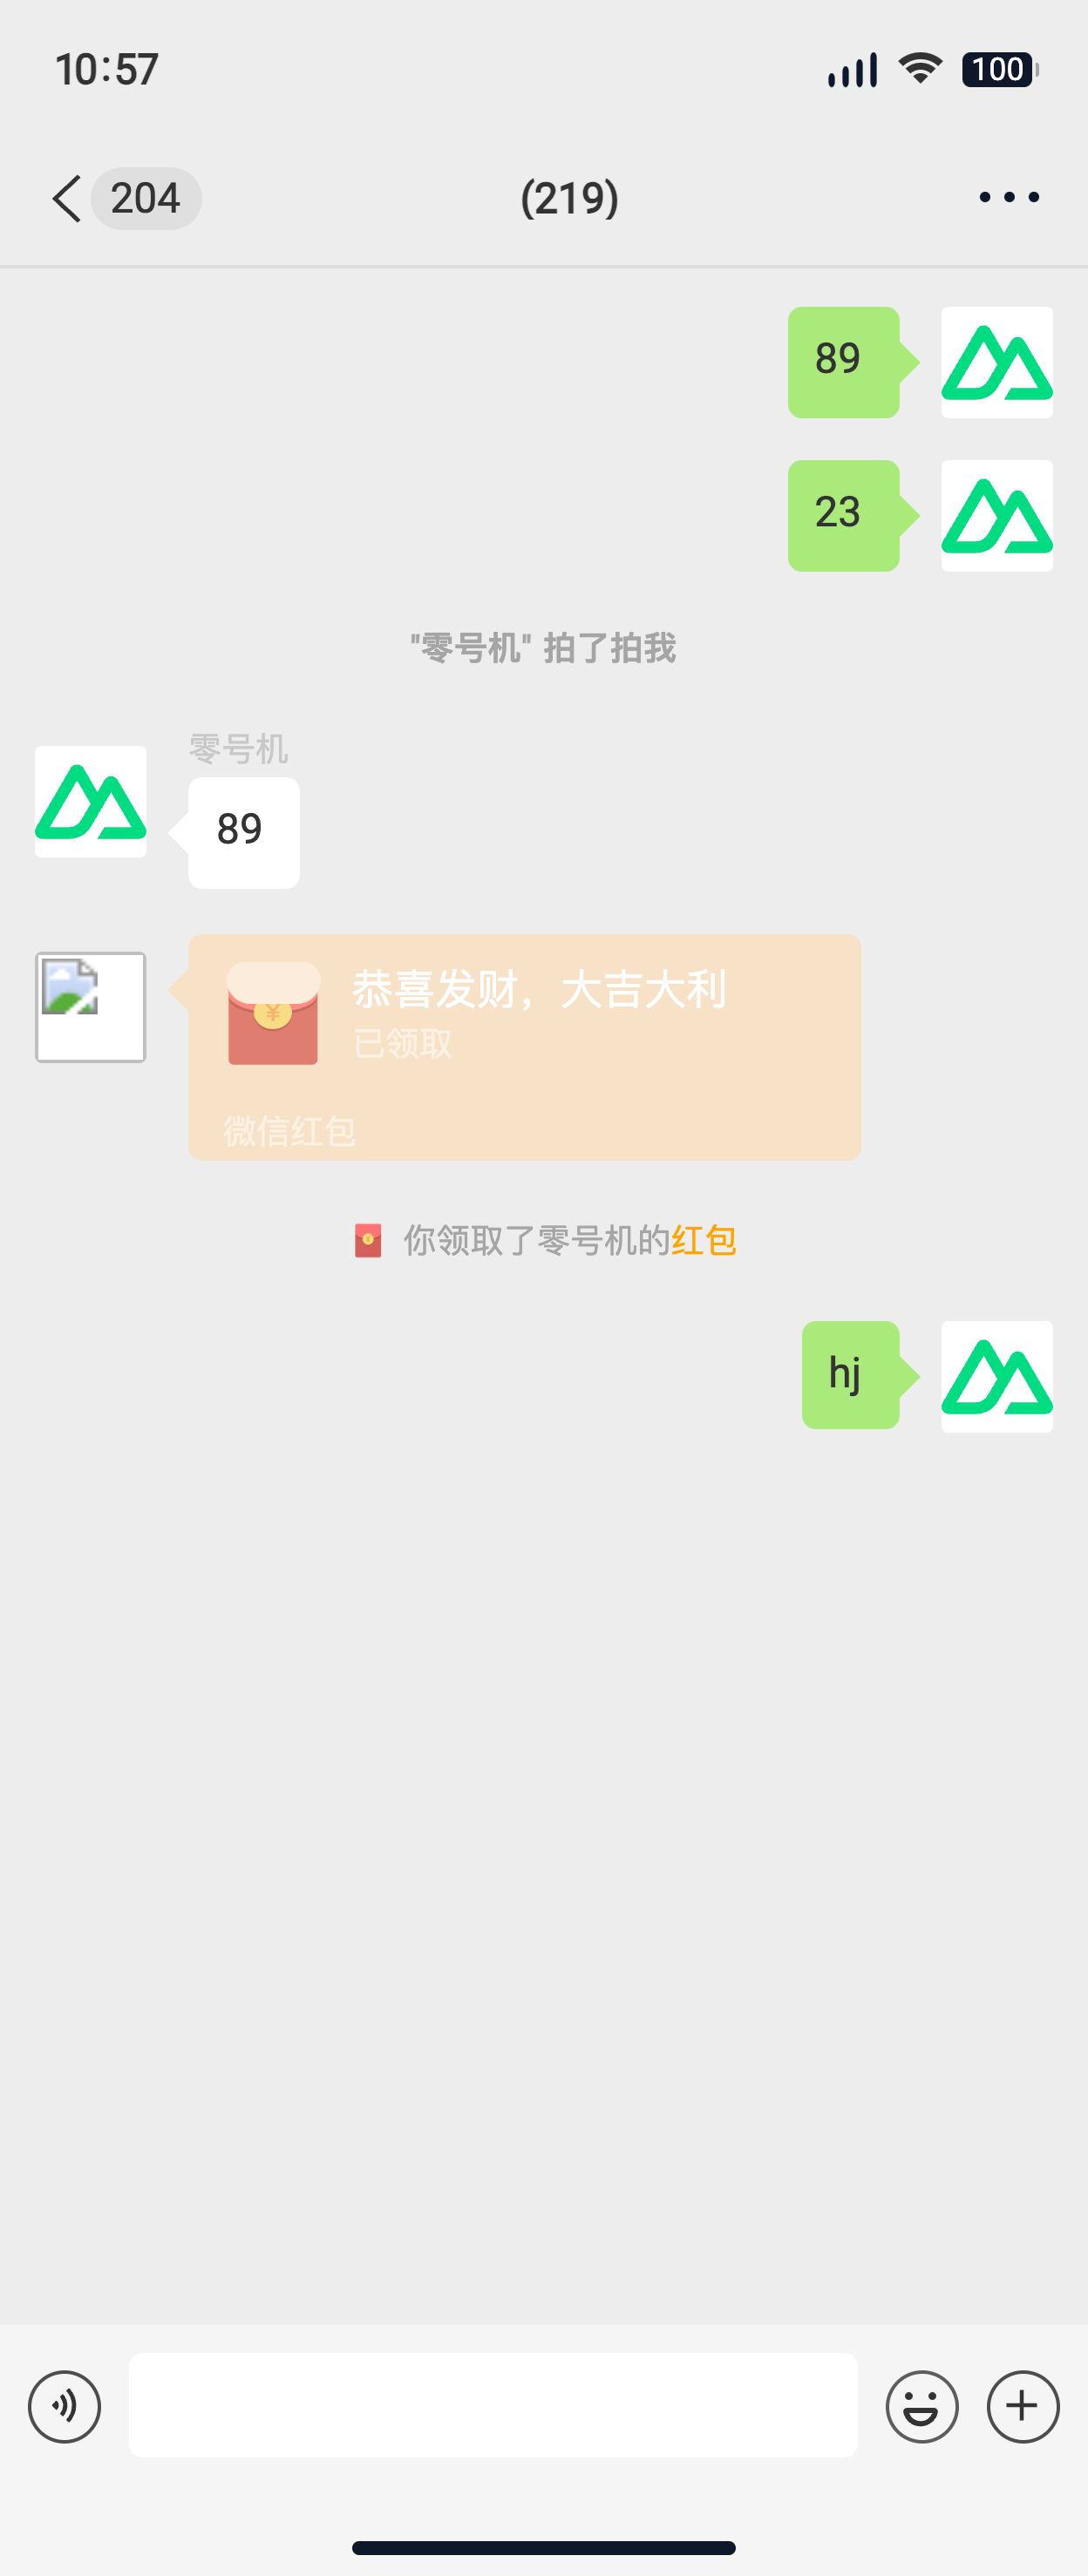 10:57
100
204
(219)
89
23
"零号机" 拍了拍我
零号机
89
恭喜发财，大吉大利
已领取
微信红包
你领取了零号机的红包
hj